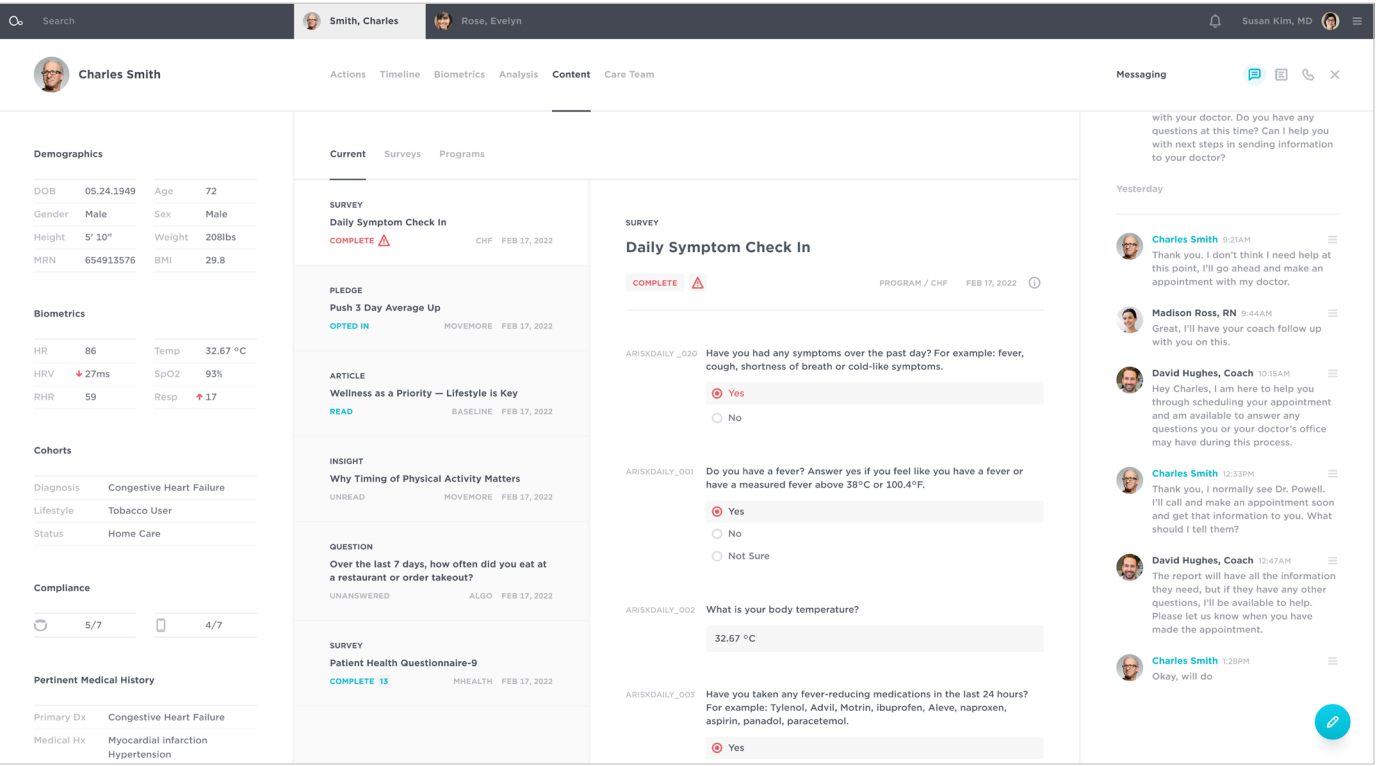 Search
Smith, Charles
Rose, Evelyn
Susan Kim, MD
Charles Smith
Actions Timeline Biometrics Analysis Content Care Team
Messaging
Demographics
DOB 05.24.1949 Age 72
Gender Male Sex Male
Height 5' 10" Weight 208lbs
MRN 654913576 BMI 29.8
Biometrics
HR 86 Temp 32.67 ºC
HRV 27ms SpO2 93%
RHR 59 Resp 17
Cohorts
Diagnosis Congestive Heart Failure
Lifestyle Tobacco User
Status Home Care
Compliance
5/7 4/7
Pertinent Medical History
Primary Dx Congestive Heart Failure
Medical Hx Myocardial infarction
Hypertension
Current Surveys Programs
SURVEY
Daily Symptom Check In
COMPLETE CHF FEB 17, 2022
PLEDGE
Push 3 Day Average Up
OPTED IN MOVEMORE FEB 17, 2022
ARTICLE
Wellness as a Priority — Lifestyle is Key
READ BASELINE FEB 17, 2022
INSIGHT
Why Timing of Physical Activity Matters
UNREAD MOVEMORE FEB 17, 2022
QUESTION
Over the last 7 days, how often did you eat at
a restaurant or order takeout?
UNANSWERED ALGO FEB 17, 2022
SURVEY
Patient Health Questionnaire-9
COMPLETE 13 MHEALTH FEB 17, 2022
SURVEY
Daily Symptom Check In
COMPLETE PROGRAM / CHF FEB 17, 2022
ARISXDAILY _020 Have you had any symptoms over the past day? For example: fever,
cough, shortness of breath or cold-like symptoms.
Yes
No
ARISXDAILY_001 Do you have a fever? Answer yes if you feel like you have a fever or
have a measured fever above 38ºC or 100.4ºF.
Yes
No
Not Sure
ARISXDAILY_002 What is your body temperature?
32.67 ºC
ARISXDAILY_003 Have you taken any fever-reducing medications in the last 24 hours?
For example: Tylenol, Advil, Motrin, ibuprofen, Aleve, naproxen,
aspirin, panadol, paracetemol.
Yes
with your doctor. Do you have any
questions at this time? Can I help you
with next steps in sending information
to your doctor?
Yesterday
Charles Smith 9:21AM
Thank you. I don't think I need help at
this point, I'll go ahead and make an
appointment with my doctor.
Madison Ross, RN 9:44AM
Great, I'll have your coach follow up
with you on this.
David Hughes, Coach 10:15AM
Hey Charles, I am here to help you
through scheduling your appointment
and am available to answer any
questions you or your doctor's office
may have during this process.
Charles Smith 12:33PM
Thank you, I normally see Dr. Powell.
I'll call and make an appointment soon
and get that information to you. What
should I tell them?
David Hughes, Coach 12:47AM
The report will have all the information
they need, but if they have any other
questions, I'll be available to help.
Please let us know when you have
made the appointment.
Charles Smith 1:28PM
Okay, will do